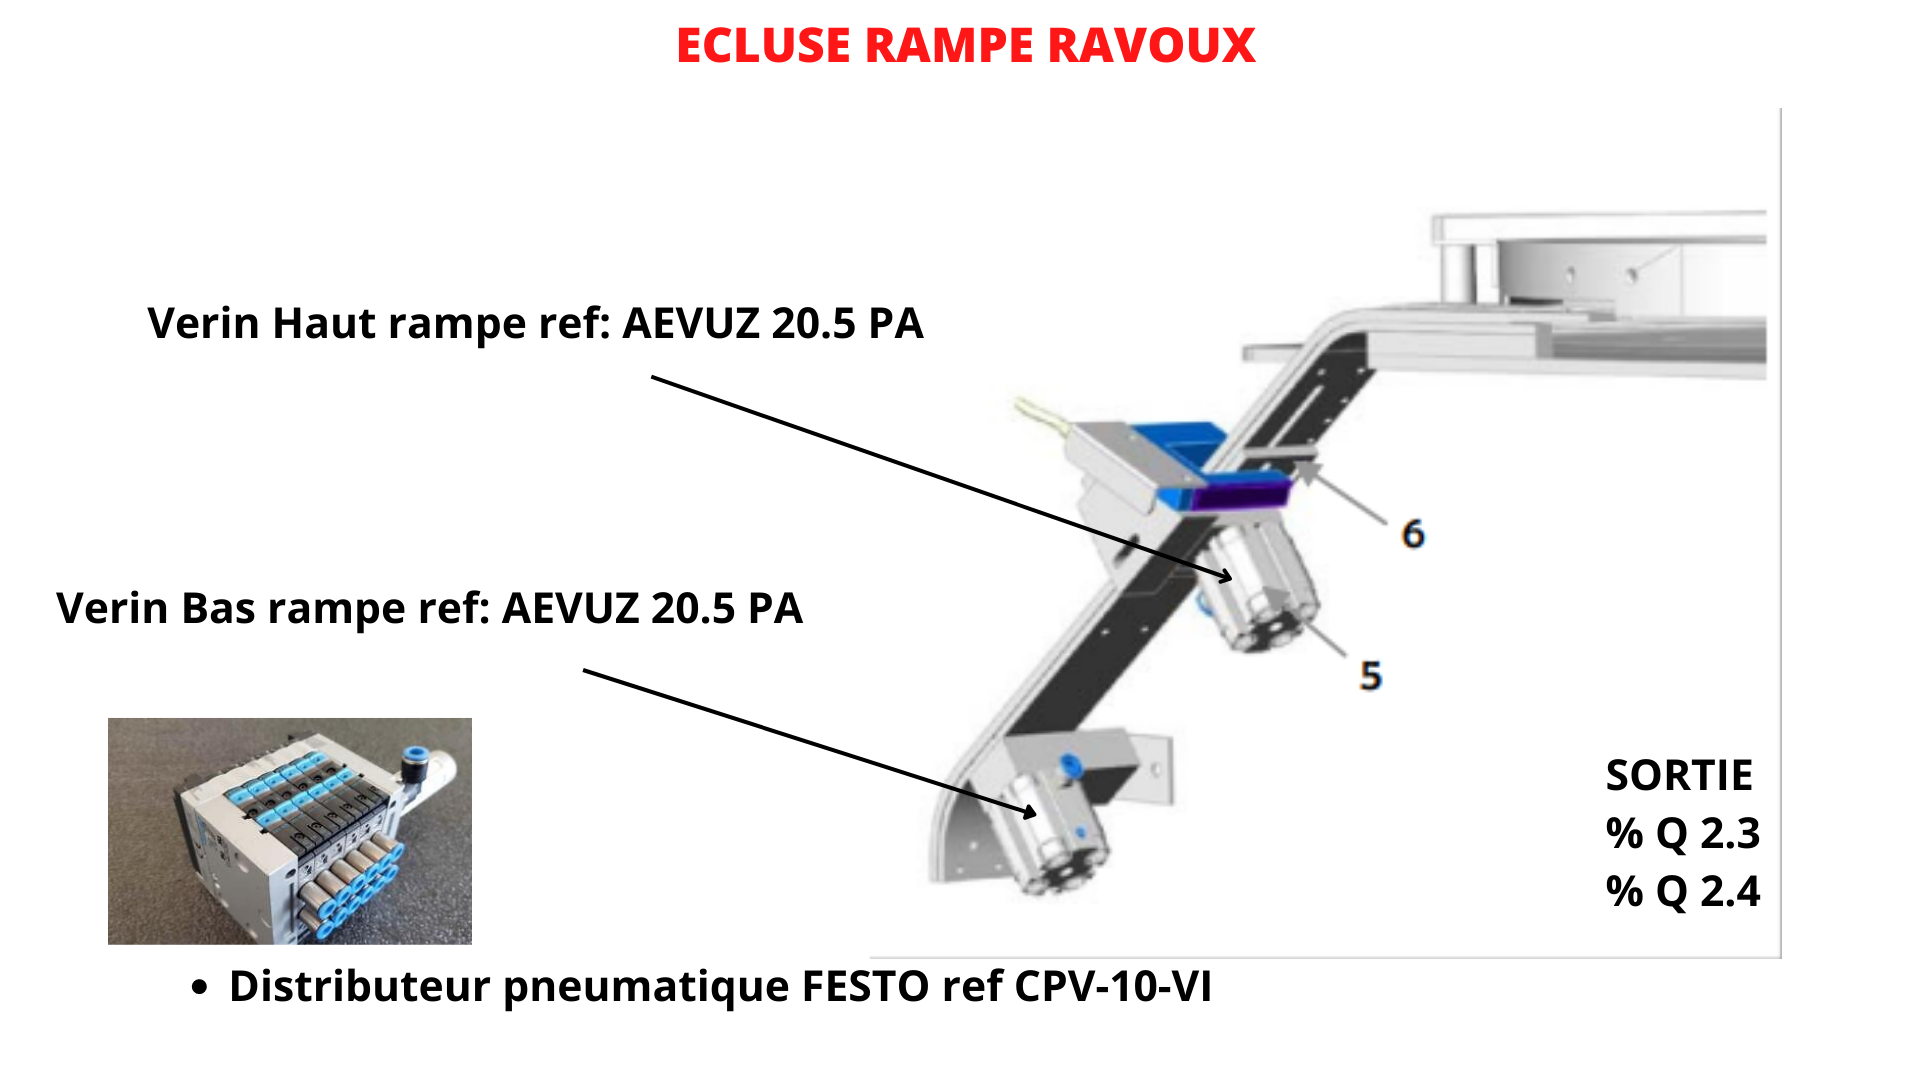 ECLUSE RAMPE RAVOUX
Verin Haut rampe ref: AEVUZ 20.5 PA
6
Verin Bas rampe ref: AEVUZ 20.5 PA
5
SORTIE
% Q 2.3
% Q 2.4
• Distributeur pneumatique FESTO ref CPV-10-VI